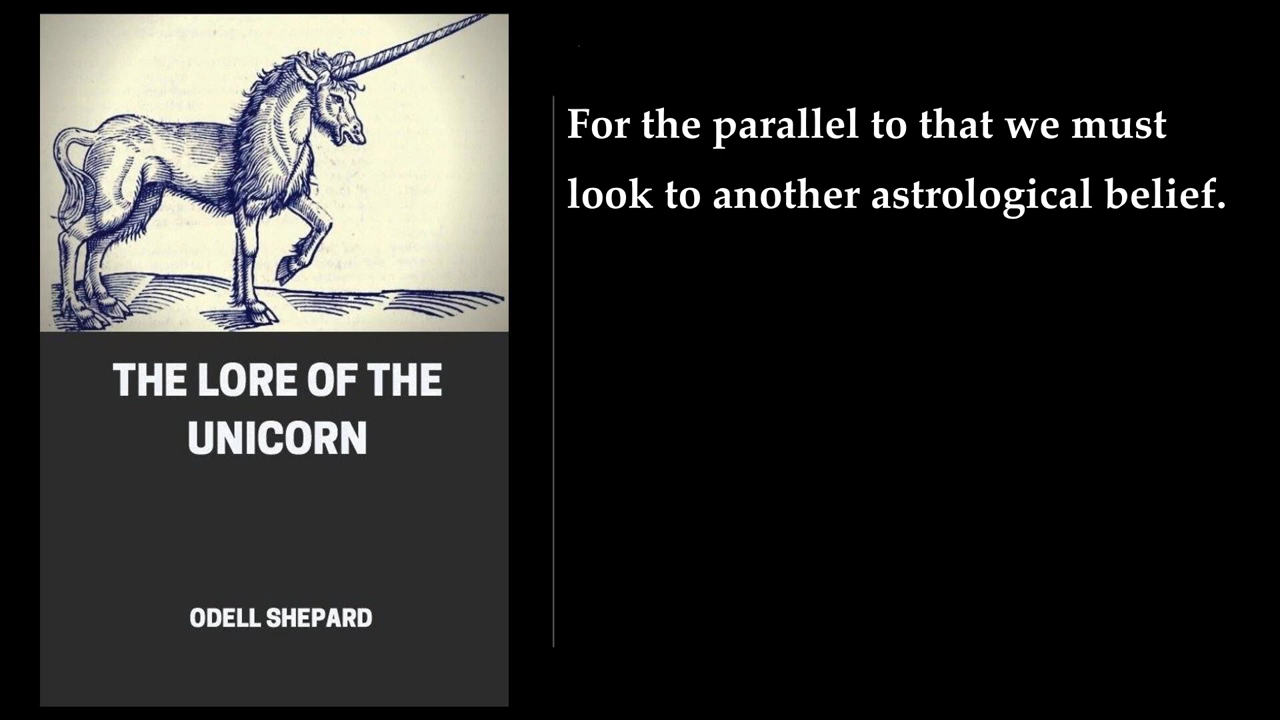 THE LORE OF THE
UNICORN
ODELL SHEPARD
For the parallel to that we must
look to another astrological belief.